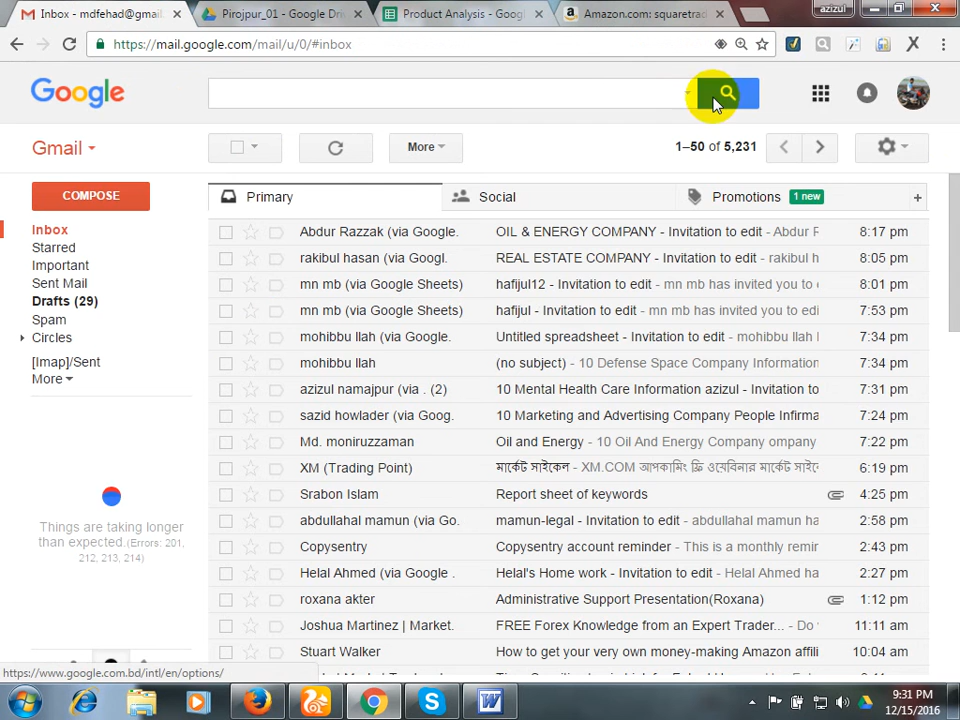 Inbox - mdfehad@gmail.
Pirojpur_01 - Google Dri
Product Analysis - Googl
Amazon.com: squaretrad
azizul
https://mail.google.com/mail/u/0/#inbox
Google
Gmail
More
1–50 of 5,231
COMPOSE
Primary
Social
Promotions
1 new
Inbox
Starred
Important
Sent Mail
Drafts (29)
Spam
Circles
[Imap]/Sent
More
Things are taking longer
than expected.(Errors: 201,
212, 213, 214)
Abdur Razzak (via Google. OIL & ENERGY COMPANY - Invitation to edit - Abdur R 8:17 pm
rakibul hasan (via Googl. REAL ESTATE COMPANY - Invitation to edit - rakibul h 8:05 pm
mn mb (via Google Sheets) hafijul12 - Invitation to edit - mn mb has invited you to 8:01 pm
mn mb (via Google Sheets) hafijul - Invitation to edit - mn mb has invited you to edi 7:53 pm
mohibbu llah (via Google. Untitled spreadsheet - Invitation to edit - mohibbu llah 7:34 pm
mohibbu llah (no subject) - 10 Defense Space Company Information 7:34 pm
azizul namajpur (via . (2) 10 Mental Health Care Information azizul - Invitation to 7:31 pm
sazid howlader (via Goog. 10 Marketing and Advertising Company People Infirma 7:24 pm
Md. moniruzzaman Oil and Energy - 10 Oil And Energy Company ompany 7:22 pm
XM (Trading Point) মার্কেট সাইকেল - XM.COM আপকামিং ফ্রি ওয়েবিনার মার্কেট সাইকে 6:19 pm
Srabon Islam Report sheet of keywords 4:25 pm
abdullahal mamun (via Go. mamun-legal - Invitation to edit - abdullahal mamun ha 2:58 pm
Copysentry Copysentry account reminder - This is a monthly remir 2:43 pm
Helal Ahmed (via Google . Helal's Home work - Invitation to edit - Helal Ahmed ha 2:27 pm
roxana akter Administrative Support Presentation(Roxana) 1:12 pm
Joshua Martinez | Market. FREE Forex Knowledge from an Expert Trader... - Do 11:11 am
Stuart Walker How to get your very own money-making Amazon affili 10:04 am
https://www.google.com.bd/intl/en/options/
9:31 PM
12/15/2016